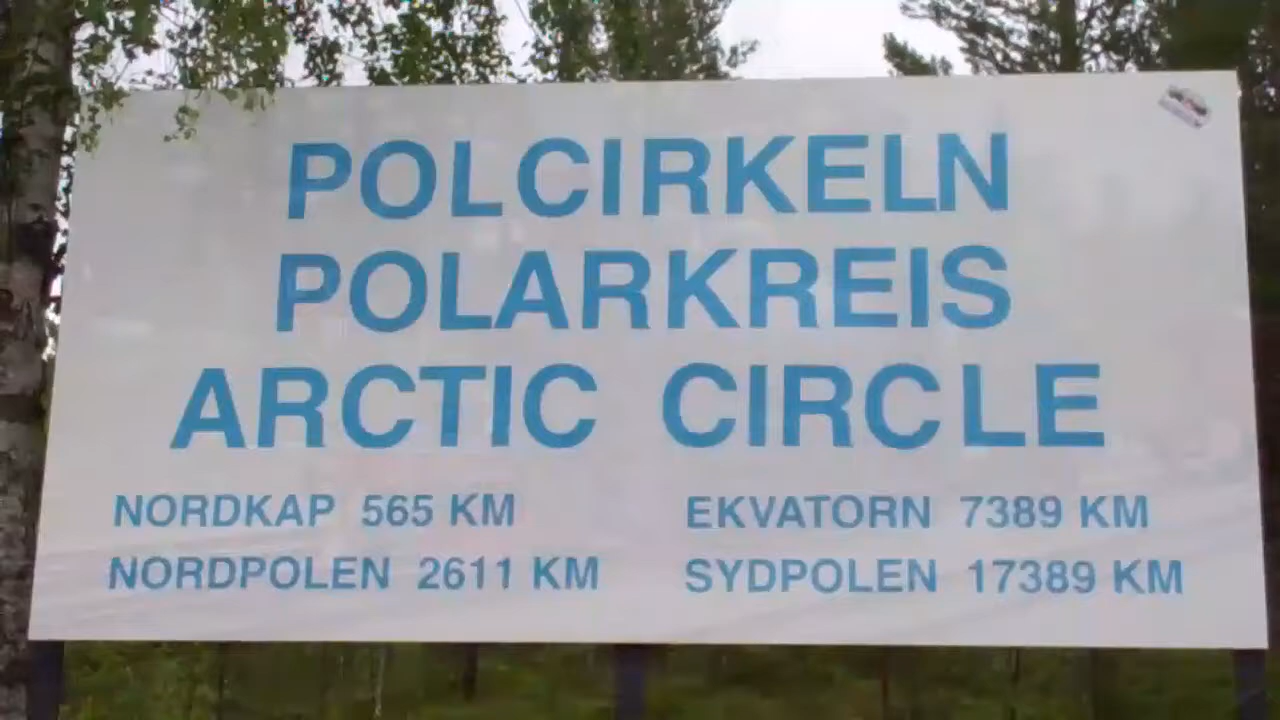 POLCIRKELN
POLARKREIS
ARCTIC CIRCLE
NORDKAP 565 KM EKVATORN 7389 KM
NORDPOLEN 2611 KM SYDPOLEN 17389 KM